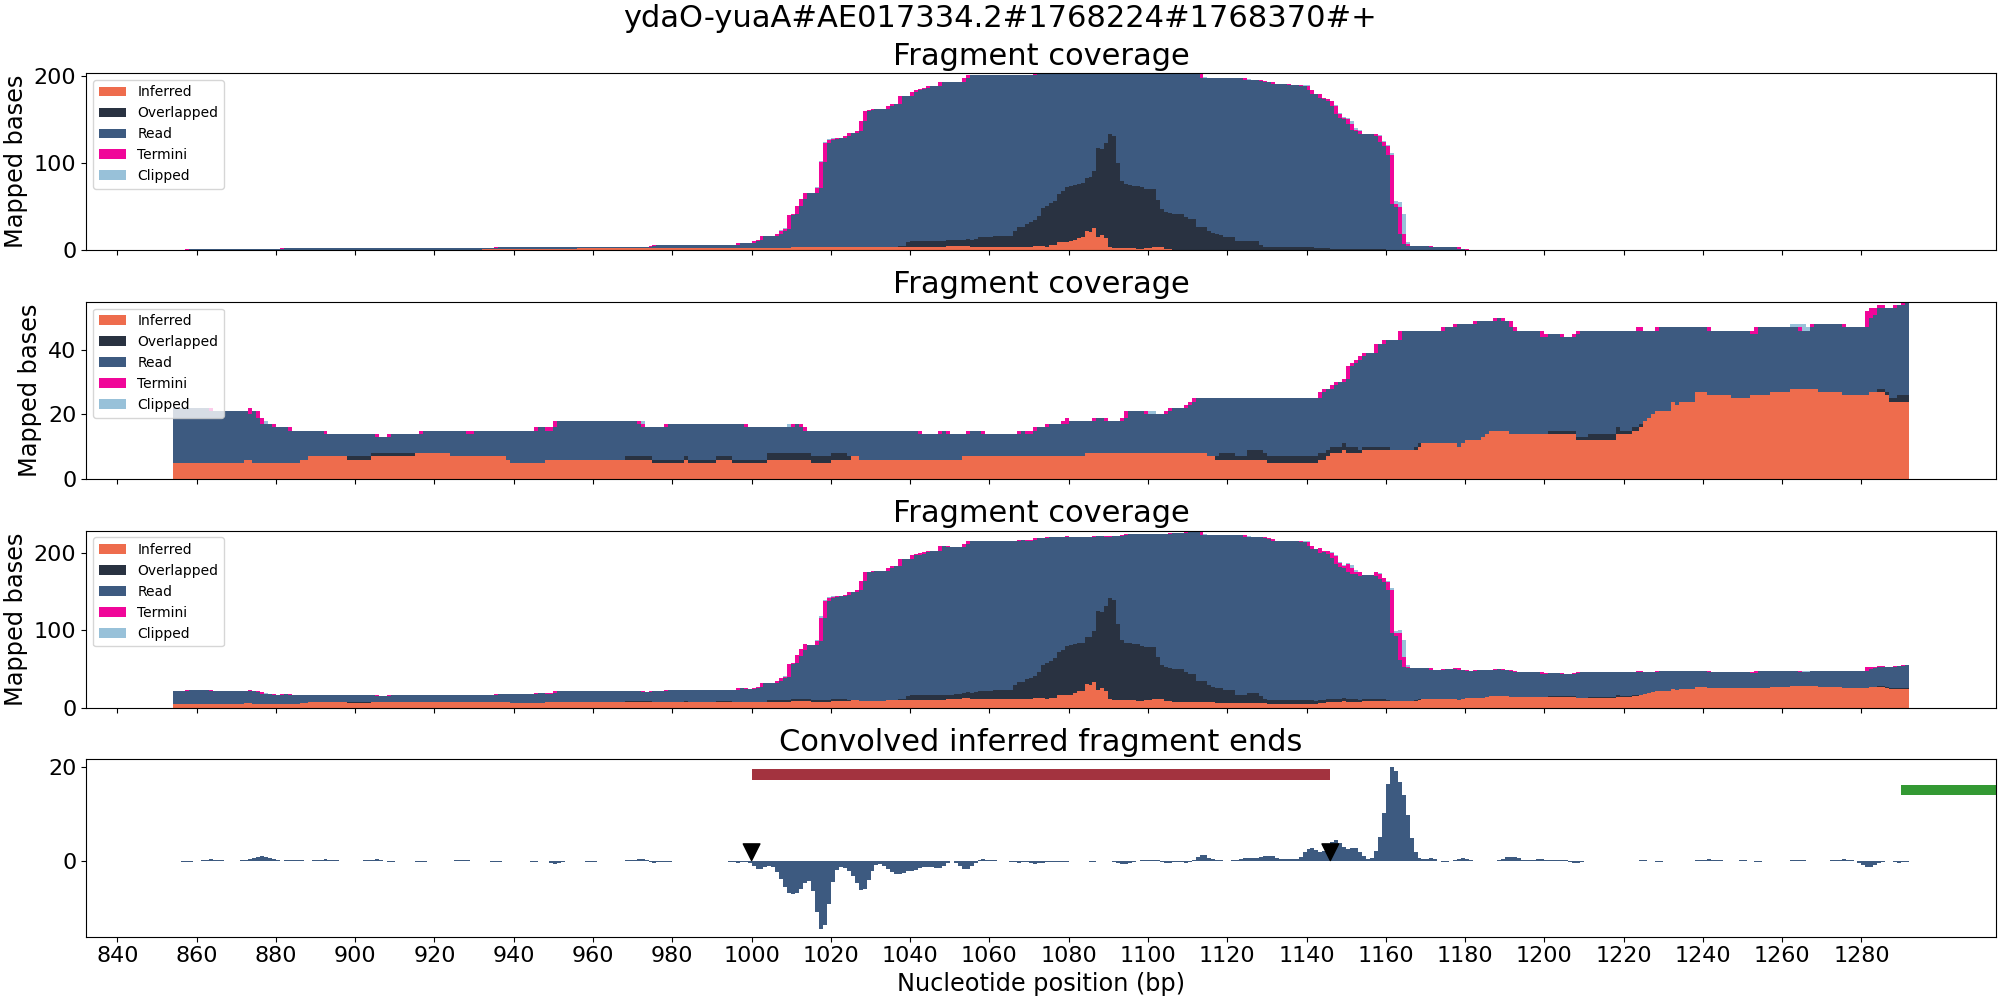 ydaO-yuaA#AE017334.2#1768224#1768370#+
Fragment coverage
Mapped bases
200
100
0
Inferred
Overlapped
Read
Termini
Clipped
Fragment coverage
Mapped bases
40
20
0
Inferred
Overlapped
Read
Termini
Clipped
Fragment coverage
Mapped bases
200
100
0
Inferred
Overlapped
Read
Termini
Clipped
Convolved inferred fragment ends
20
0
840 860 880 900 920 940 960 980 1000 1020 1040 1060 1080 1100 1120 1140 1160 1180 1200 1220 1240 1260 1280
Nucleotide position (bp)